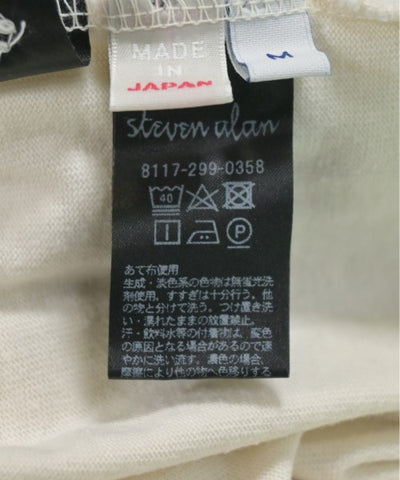 MADE
IN
JAPAN
M
steven alan
8117-299-0358
40
P
あて布使用
生成・淡色系の色物は無蛍光洗
剤使用、すすぎは十分行う、他
の物と分けて洗う。つけ置き洗
い・濡れたままの放置禁止。
汗・飲料水等の付着物は、変色
の原因となる場合があるので速
やかに洗い流す。濃色の場合、
摩擦により他の物へ色移りする